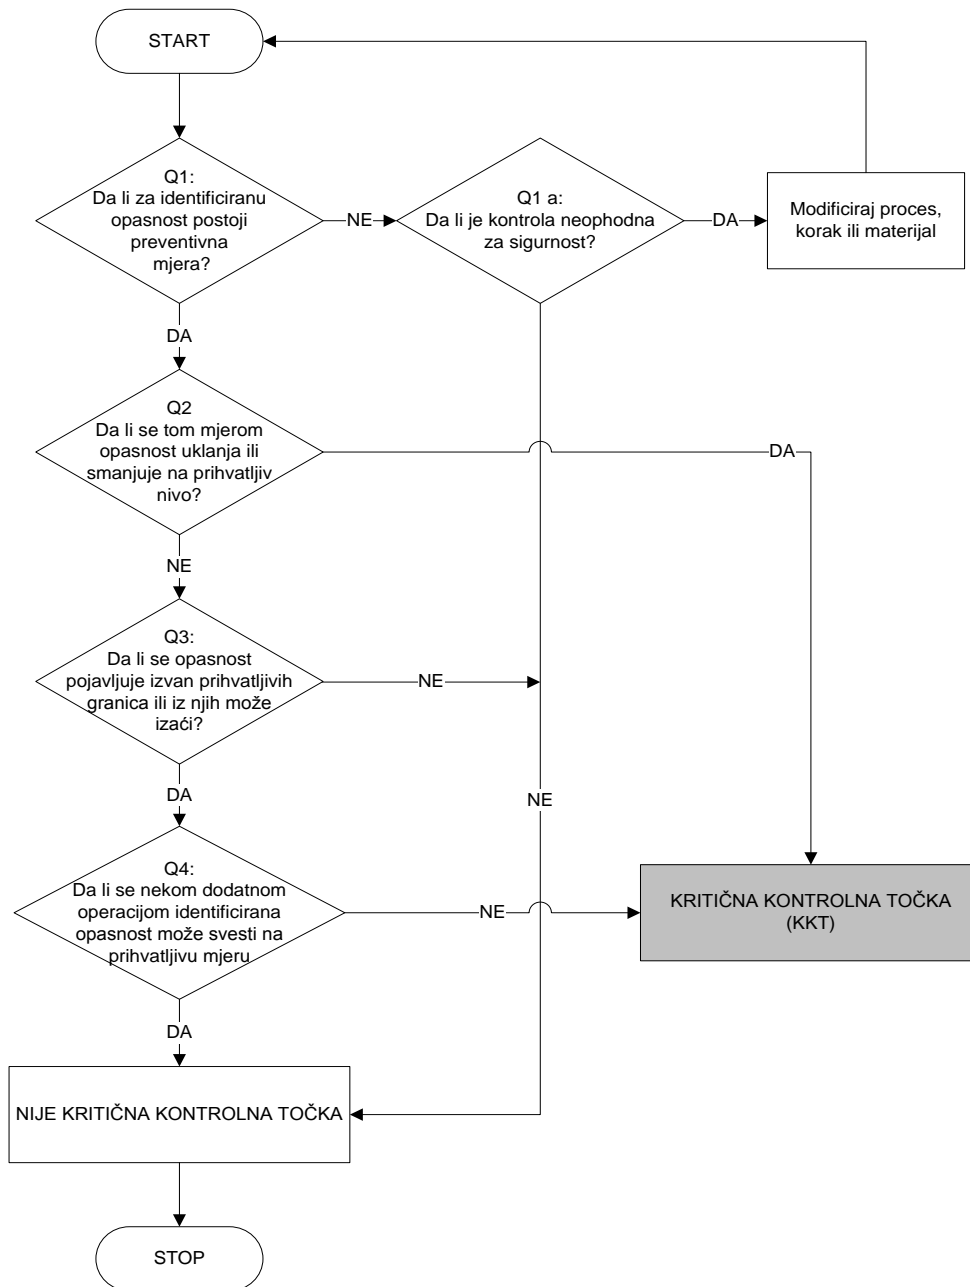 START
Q1:
Da li za identificiranu
opasnost postoji
preventivna
mjera?
NE
Q1 a:
Da li je kontrola neophodna
za sigurnost?
DA
Modificiraj proces,
korak ili materijal
DA
Q2
Da li se tom mjerom
opasnost uklanja ili
smanjuje na prihvatljiv
nivo?
DA
NE
Q3:
Da li se opasnost
pojavljuje izvan prihvatljivih
granica ili iz njih može
izaći?
NE
DA
NE
Q4:
Da li se nekom dodatnom
operacijom identificirana
opasnost može svesti na
prihvatljivu mjeru
NE
KRITIČNA KONTROLNA TOČKA
(KKT)
DA
NIJE KRITIČNA KONTROLNA TOČKA
STOP